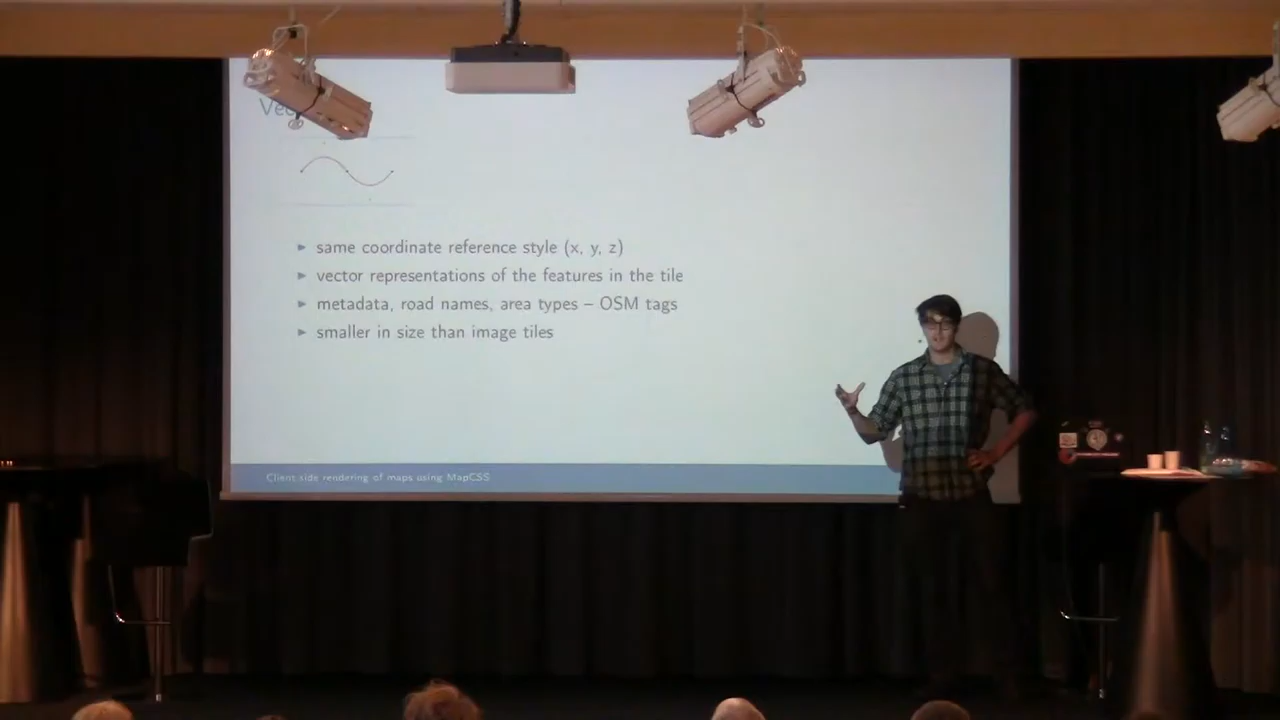 same coordinate reference style (x, y, z)
vector representations of the features in the tile
metadata, road names, area types – OSM tags
smaller in size than image tiles
Client side rendering of maps using MapCSS